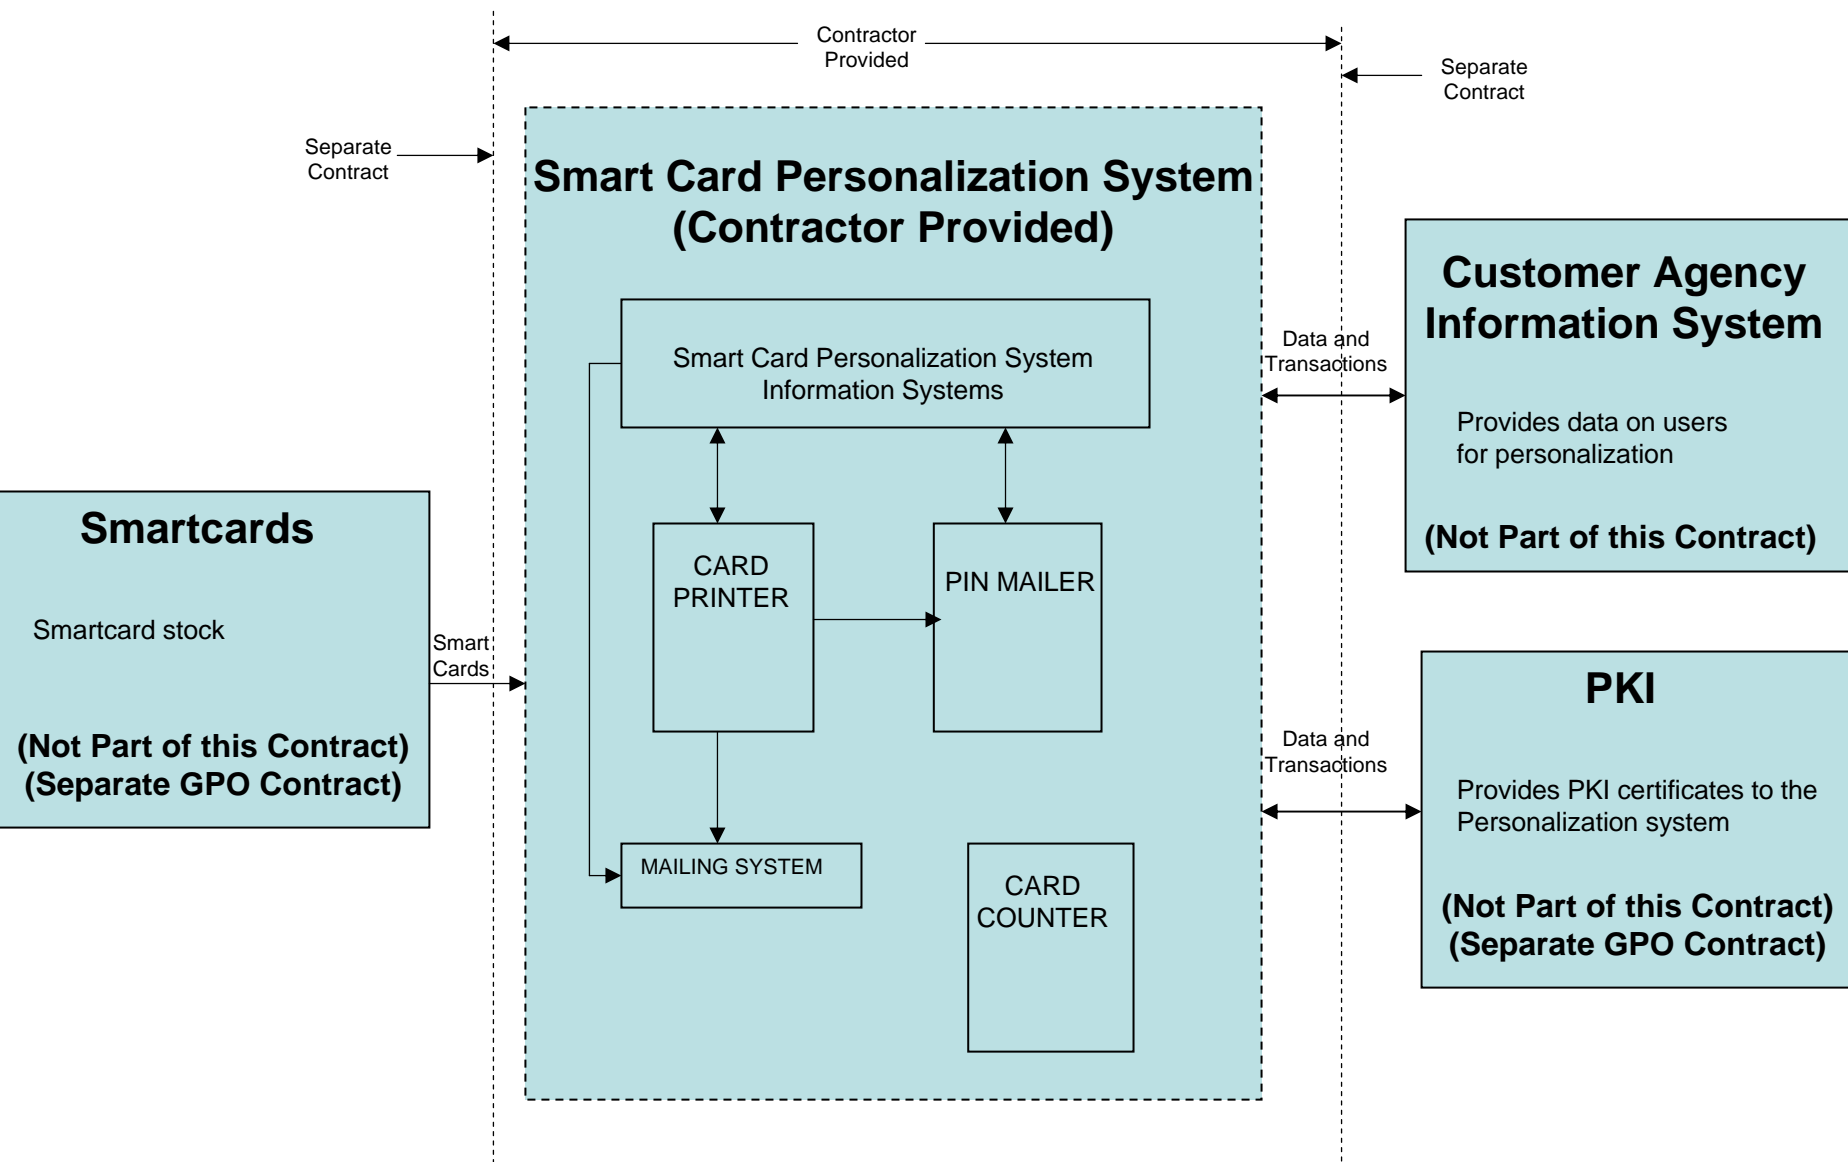 Contractor
Provided
Separate
Contract
Separate
Contract
Smart Card Personalization System
(Contractor Provided)
Smart Card Personalization System
Information Systems
CARD
PRINTER
PIN MAILER
MAILING SYSTEM
CARD
COUNTER
Smartcards
Smartcard stock
(Not Part of this Contract)
(Separate GPO Contract)
Smart
Cards
Data and
Transactions
Customer Agency
Information System
Provides data on users
for personalization
(Not Part of this Contract)
Data and
Transactions
PKI
Provides PKI certificates to the
Personalization system
(Not Part of this Contract)
(Separate GPO Contract)